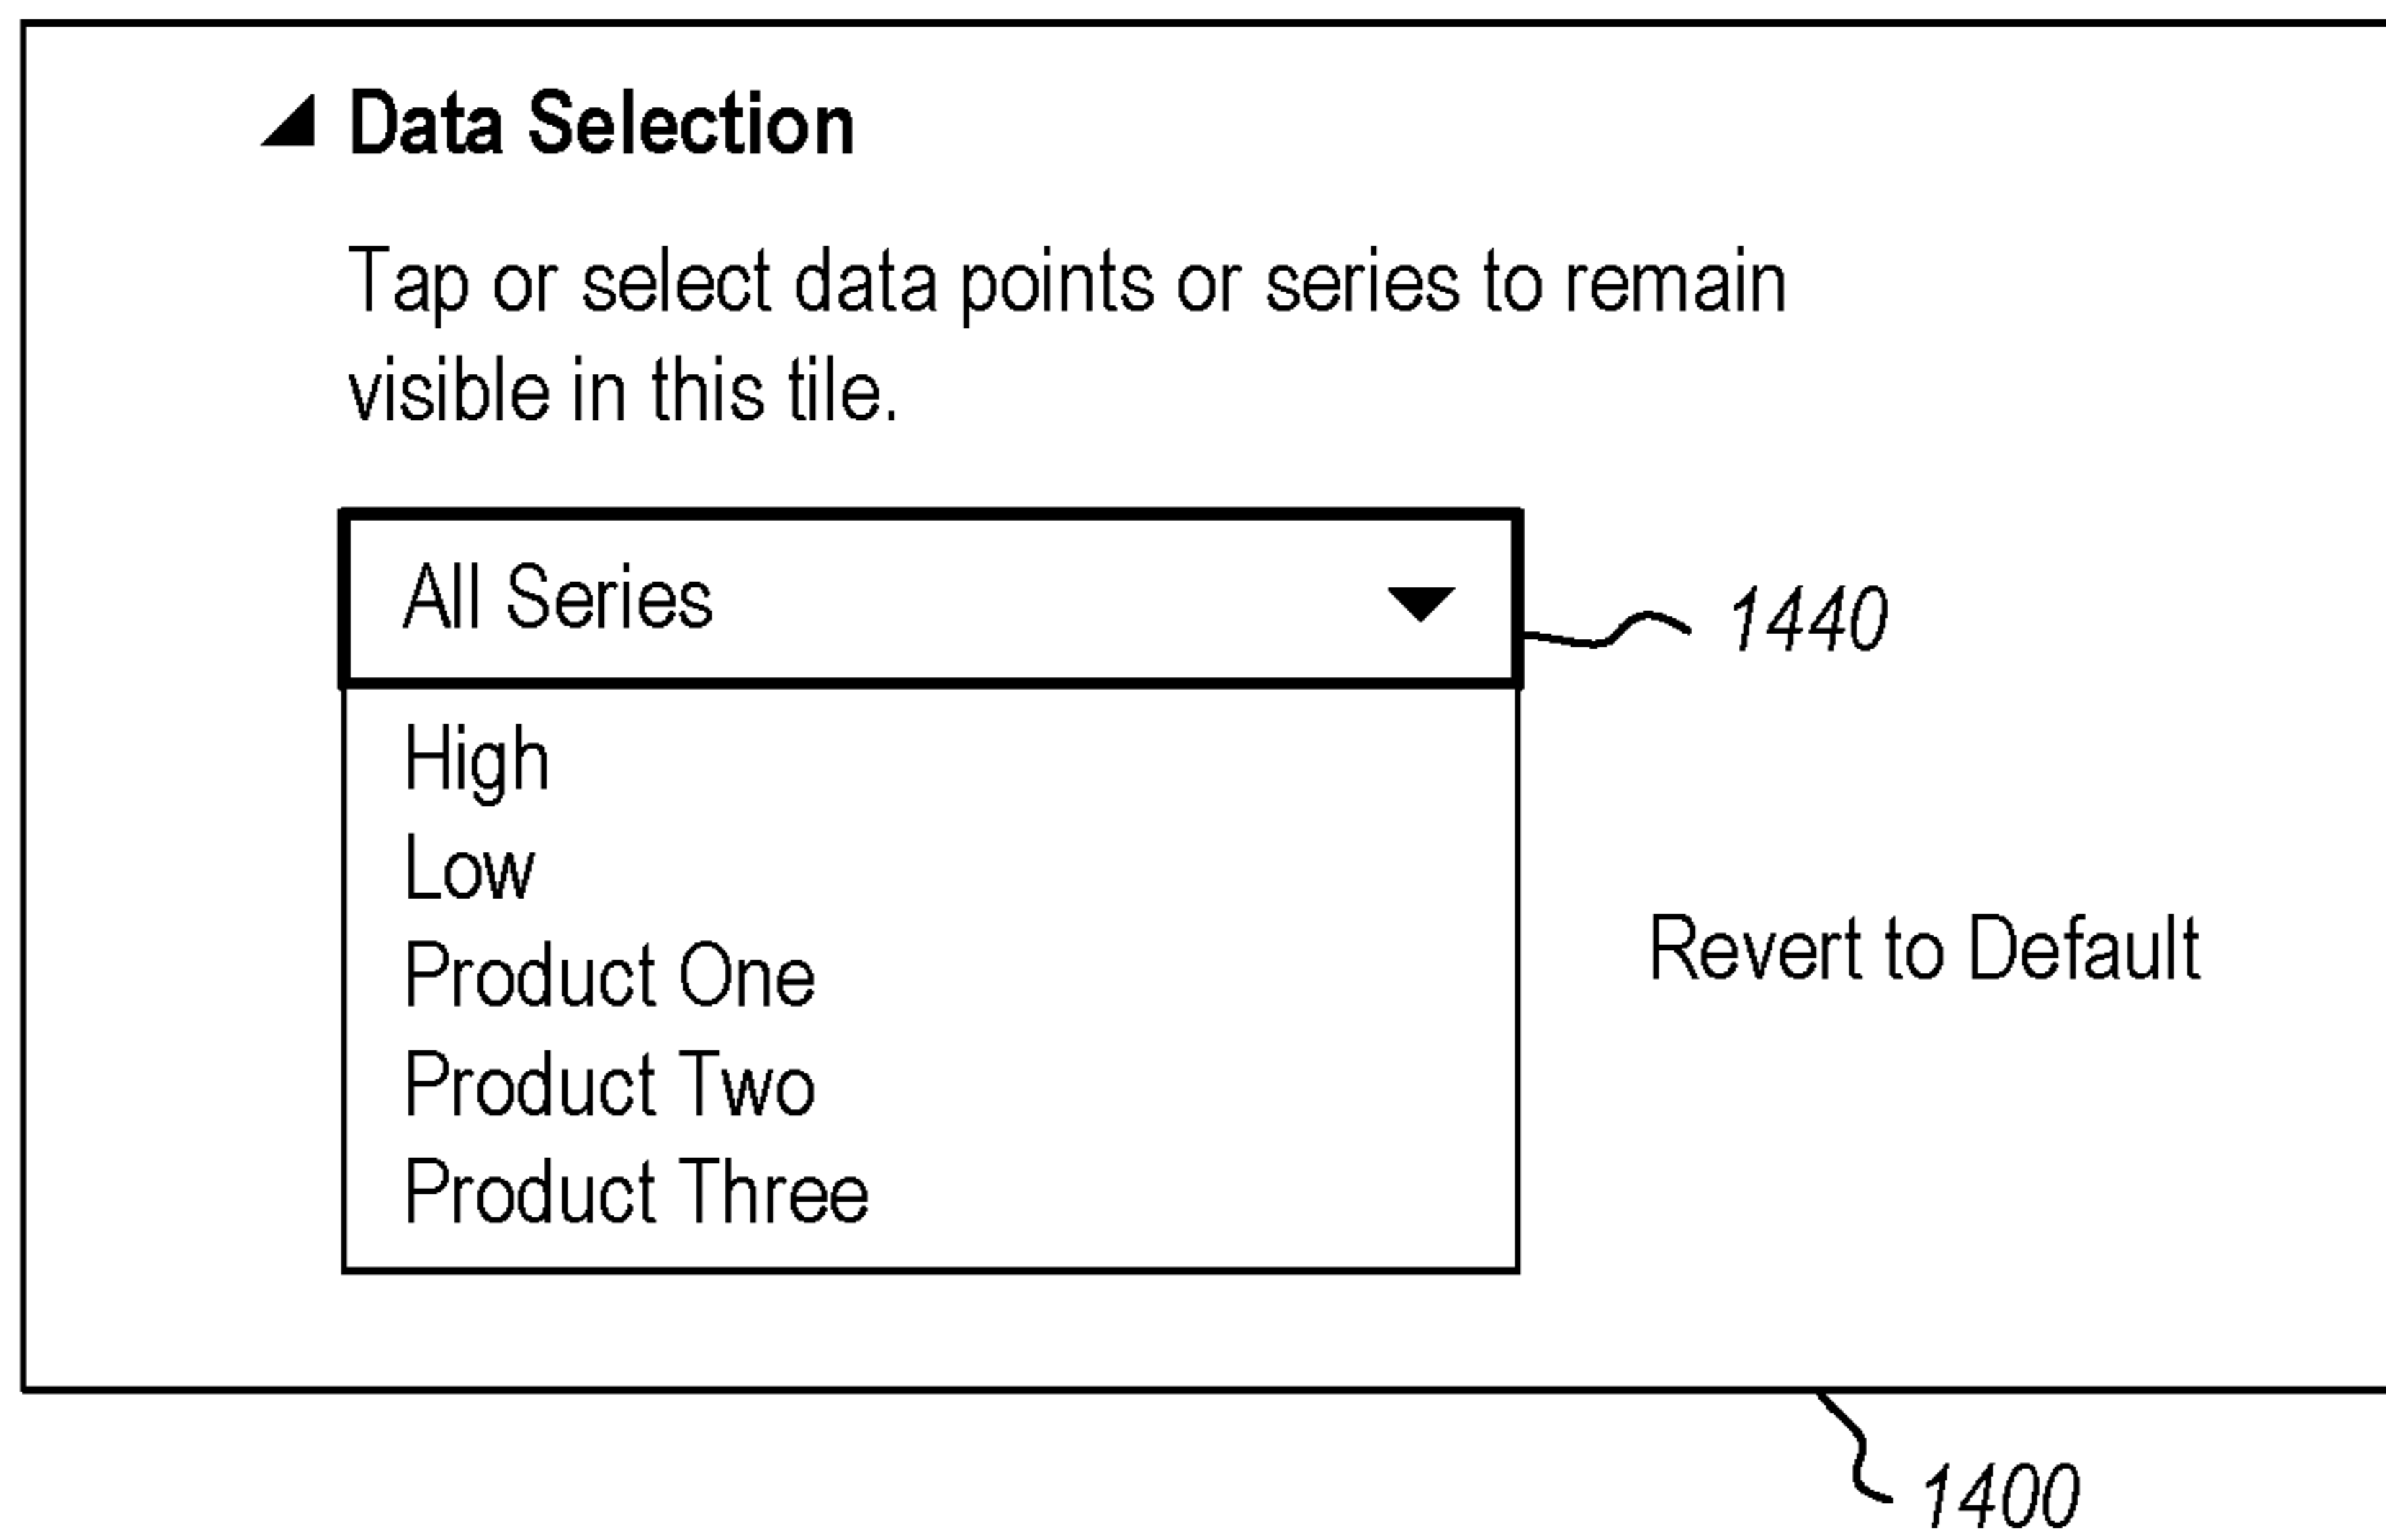 Data Selection
Tap or select data points or series to remain
visible in this tile.
All Series
1440
High
Low
Product One
Revert to Default
Product Two
Product Three
1400